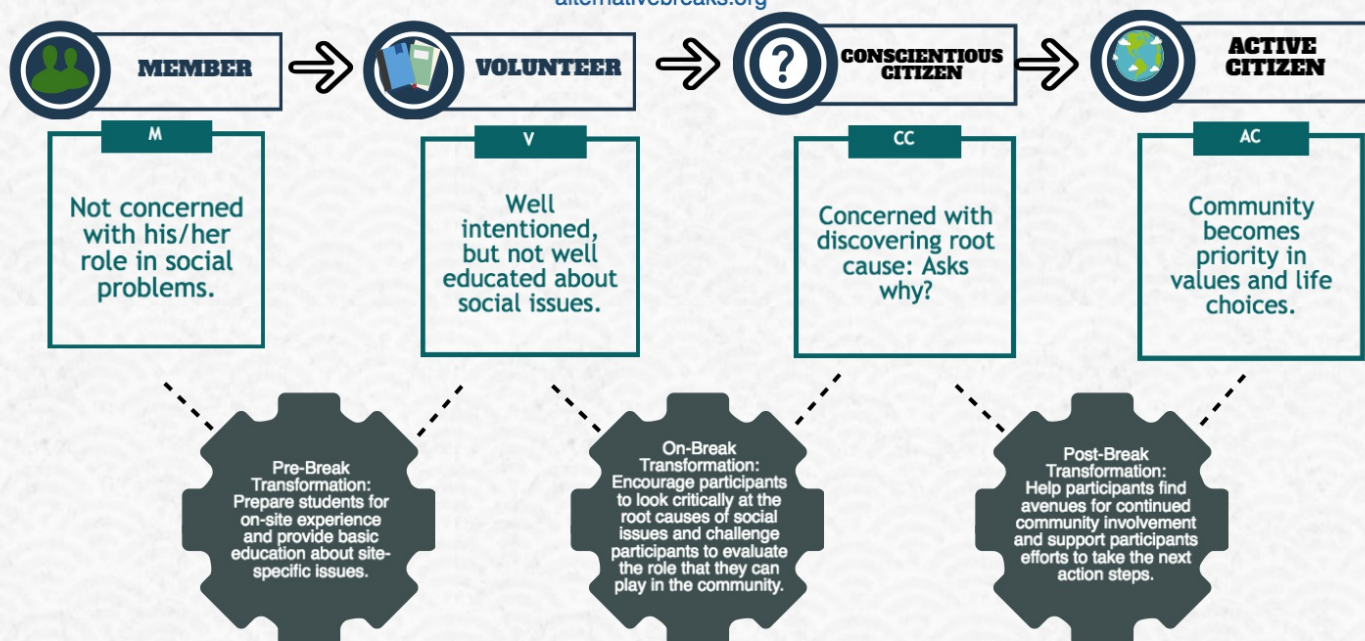 alternativebreaks.org
MEMBER
VOLUNTEER
?
CONSCIENTIOUS
CITIZEN
ACTIVE
CITIZEN
M
Not concerned
with his/her
role in social
problems.
V
Well
intentioned,
but not well
educated about
social issues.
CC
Concerned with
discovering root
cause: Asks
why?
AC
Community
becomes
priority in
values and life
choices.
Pre-Break
Transformation:
Prepare students for
on-site experience
and provide basic
education about site-
specific issues.
On-Break
Transformation:
Encourage participants
to look critically at the
root causes of social
issues and challenge
participants to evaluate
the role that they can
play in the community.
Post-Break
Transformation:
Help participants find
avenues for continued
community involvement
and support participants
efforts to take the next
action steps.